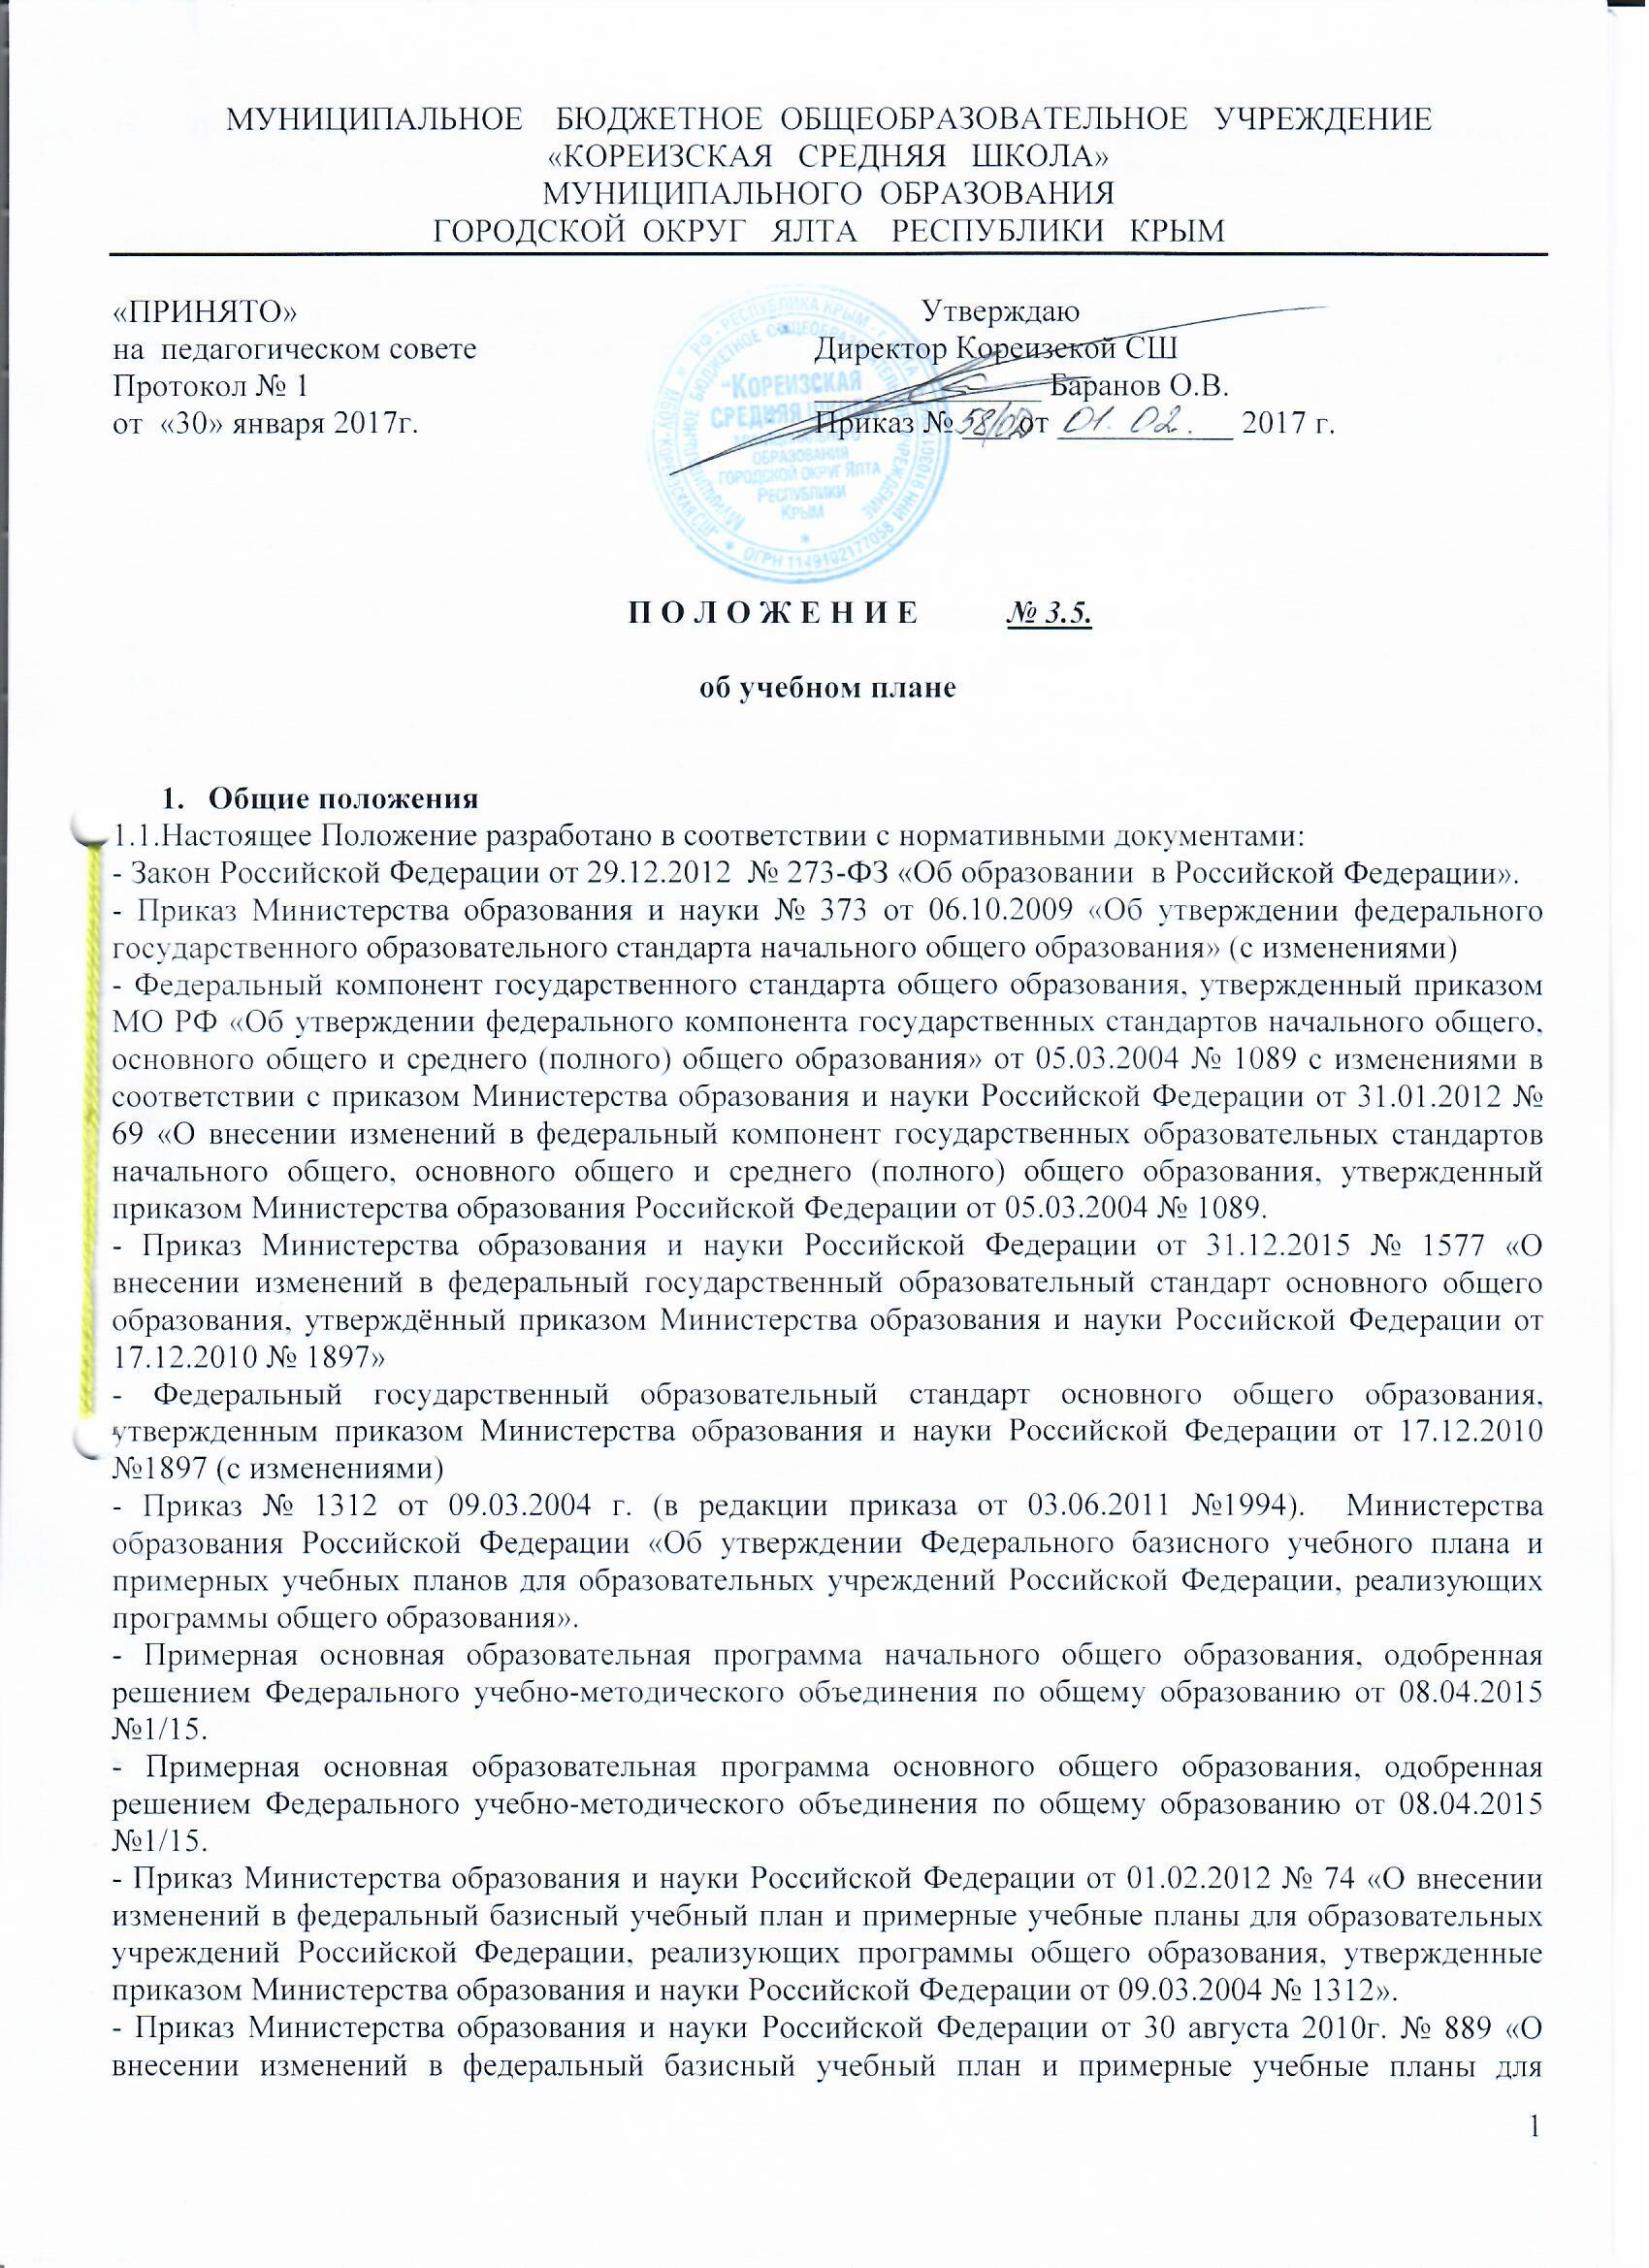 МУНИЦИПАЛЬНОЕ БЮДЖЕТНОЕ ОБЩЕОБРАЗОВАТЕЛЬНОЕ УЧРЕЖДЕНИЕ
«КОРЕИЗСКАЯ СРЕДНЯЯ ШКОЛА»
МУНИЦИПАЛЬНОГО ОБРАЗОВАНИЯ
ГОРОДСКОЙ ОКРУГ ЯЛТА РЕСПУБЛИКИ КРЫМ
«ПРИНЯТО»
на педагогическом совете
Протокол № 1
от «30» января 2017г.
Утверждаю
Директор Кореизской СШ
Баранов О.В.
Приказ № 58/02 от 01.02. 2017 г.
КОРЕИЗСКАЯ
СРЕДНЯЯ ШКОЛА
ОБРАЗОВАНИЯ
ГОРОДСКОЙ ОКРУГ ЯЛТА
РЕСПУБЛИКИ
КРЫМ
ОГРН 1149102177058
П О Л О Ж Е Н И Е № 3.5.
об учебном плане
1. Общие положения
1.1.Настоящее Положение разработано в соответствии с нормативными документами:
- Закон Российской Федерации от 29.12.2012 № 273-ФЗ «Об образовании в Российской Федерации».
- Приказ Министерства образования и науки № 373 от 06.10.2009 «Об утверждении федерального
государственного образовательного стандарта начального общего образования» (с изменениями)
- Федеральный компонент государственного стандарта общего образования, утвержденный приказом
МО РФ «Об утверждении федерального компонента государственных стандартов начального общего,
основного общего и среднего (полного) общего образования» от 05.03.2004 № 1089 с изменениями в
соответствии с приказом Министерства образования и науки Российской Федерации от 31.01.2012 №
69 «О внесении изменений в федеральный компонент государственных образовательных стандартов
начального общего, основного общего и среднего (полного) общего образования, утвержденный
приказом Министерства образования Российской Федерации от 05.03.2004 № 1089.
- Приказ Министерства образования и науки Российской Федерации от 31.12.2015 № 1577 «О
внесении изменений в федеральный государственный образовательный стандарт основного общего
образования, утверждённый приказом Министерства образования и науки Российской Федерации от
17.12.2010 № 1897»
- Федеральный государственный образовательный стандарт основного общего образования,
утвержденным приказом Министерства образования и науки Российской Федерации от 17.12.2010
№1897 (с изменениями)
- Приказ № 1312 от 09.03.2004 г. (в редакции приказа от 03.06.2011 №1994). Министерства
образования Российской Федерации «Об утверждении Федерального базисного учебного плана и
примерных учебных планов для образовательных учреждений Российской Федерации, реализующих
программы общего образования».
- Примерная основная образовательная программа начального общего образования, одобренная
решением Федерального учебно-методического объединения по общему образованию от 08.04.2015
№1/15.
- Примерная основная образовательная программа основного общего образования, одобренная
решением Федерального учебно-методического объединения по общему образованию от 08.04.2015
№1/15.
- Приказ Министерства образования и науки Российской Федерации от 01.02.2012 № 74 «О внесении
изменений в федеральный базисный учебный план и примерные учебные планы для образовательных
учреждений Российской Федерации, реализующих программы общего образования, утвержденные
приказом Министерства образования и науки Российской Федерации от 09.03.2004 № 1312».
- Приказ Министерства образования и науки Российской Федерации от 30 августа 2010г. № 889 «О
внесении изменений в федеральный базисный учебный план и примерные учебные планы для
1